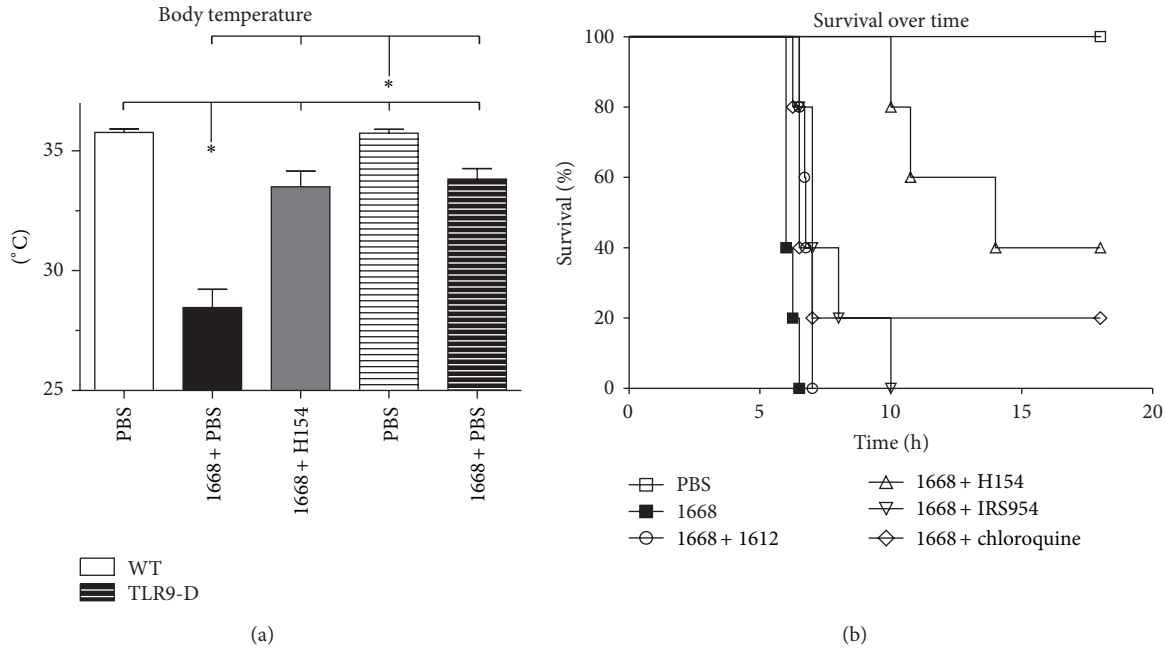 Body temperature
*
*
35
30
25
(°C)
PBS
1668 + PBS
1668 + H154
PBS
1668 + PBS
WT
TLR9-D
(a)
Survival over time
100
80
60
40
20
0
Survival (%)
0
5
10
15
20
Time (h)
PBS
1668
1668 + 1612
1668 + H154
1668 + IRS954
1668 + chloroquine
(b)